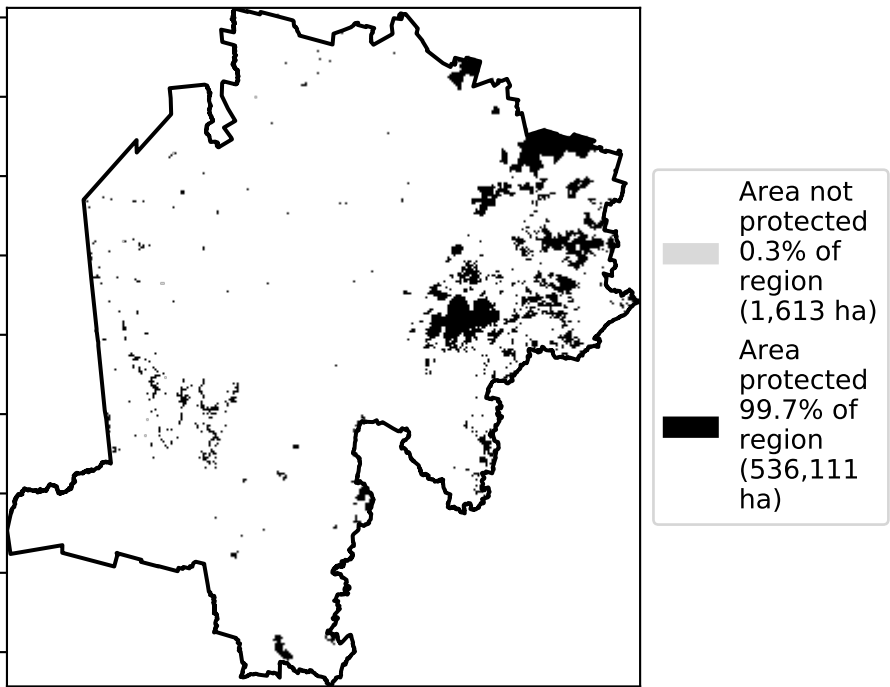 Area not
protected
0.3% of
region
(1,613 ha)
Area
protected
99.7% of
region
(536,111
ha)